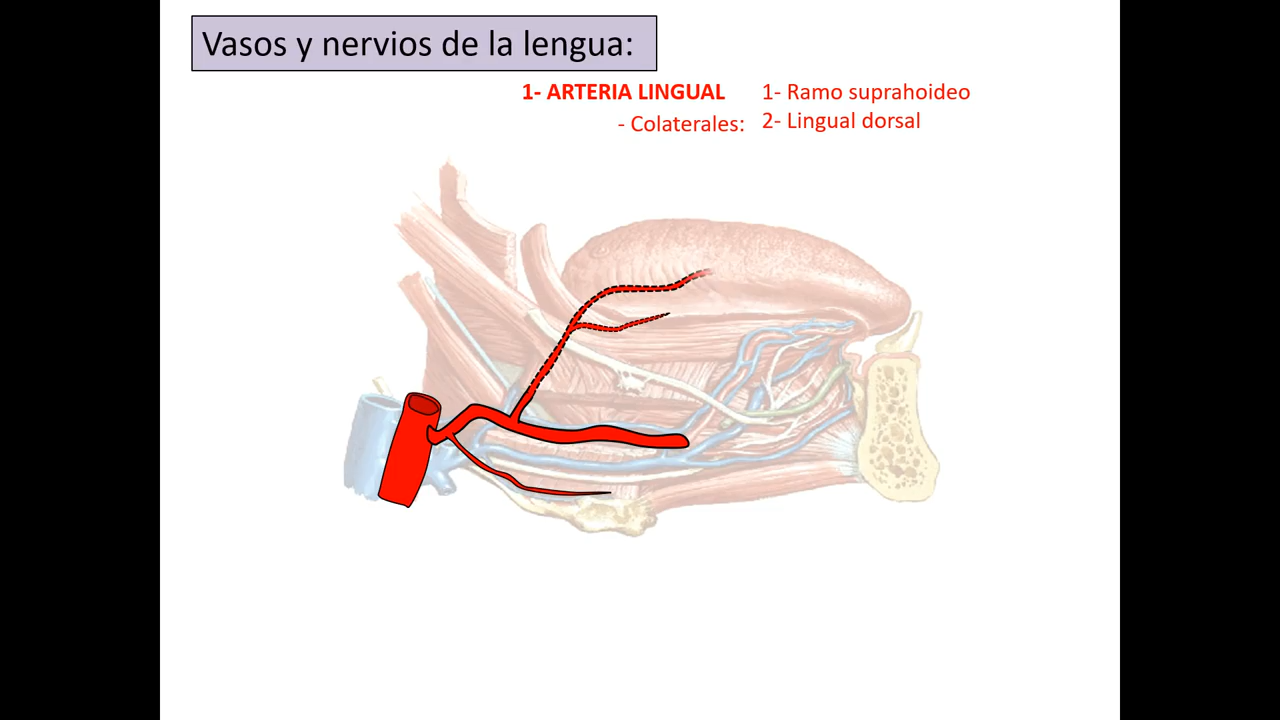 Vasos y nervios de la lengua:
1- ARTERIA LINGUAL
- Colaterales:
1- Ramo suprahoideo
2- Lingual dorsal